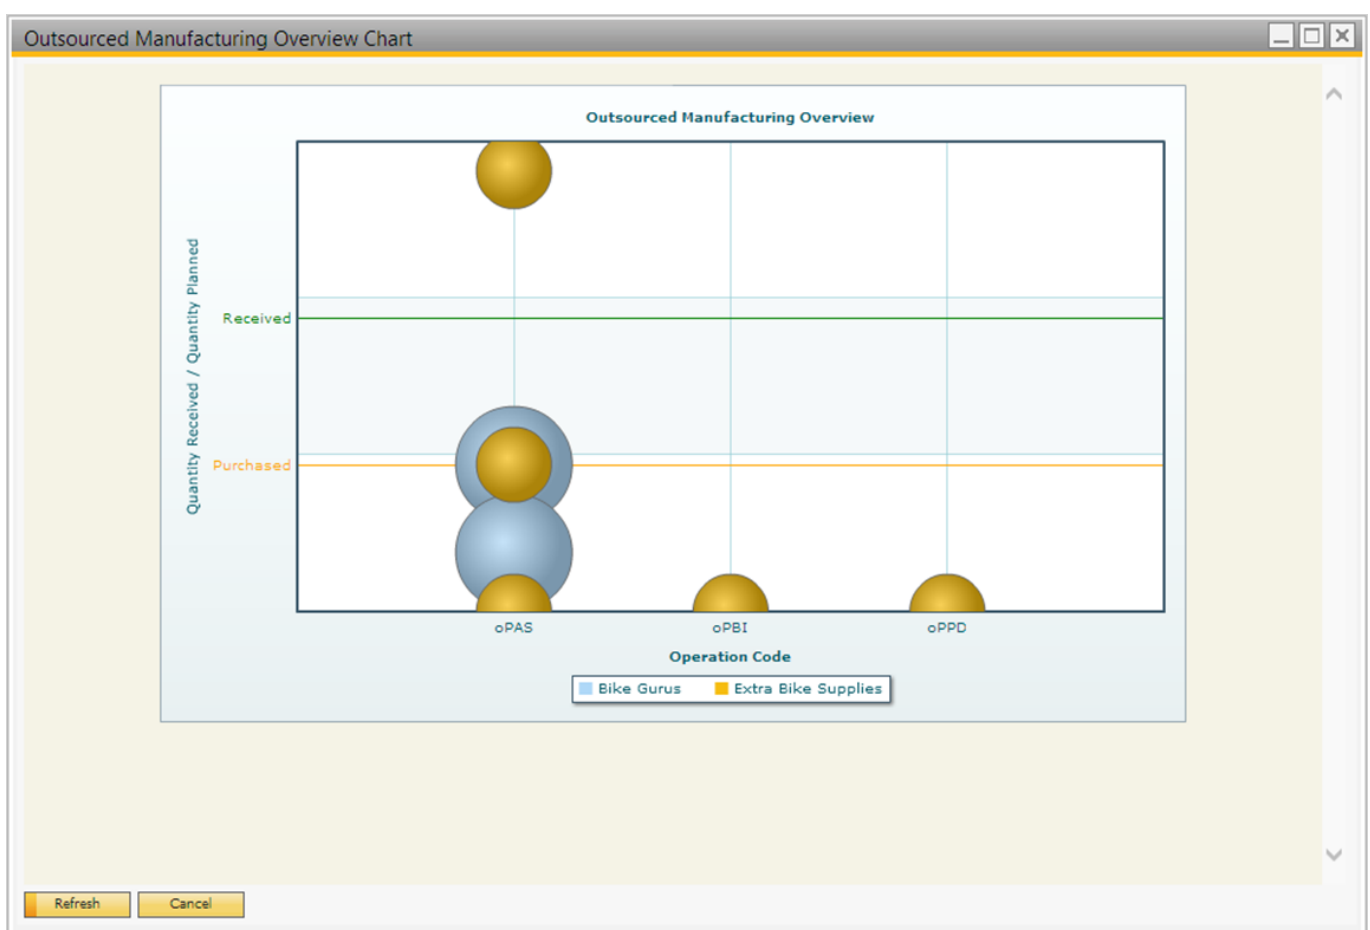 Outsourced Manufacturing Overview Chart
Outsourced Manufacturing Overview
Quantity Received / Quantity Planned
Received
Purchased
oPAS oPBI oPPD
Operation Code
Bike Gurus Extra Bike Supplies
Refresh Cancel